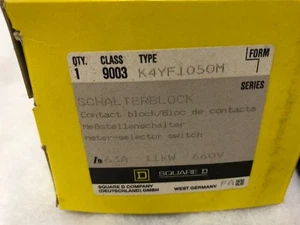 QTY. CLASS TYPE FORM
1 9003 K4YF1050M 1
SERIES
SCHALTERBLOCK
Contact block/Bloc de contacts
Meßstellenschalter
meter-selector switch
63A 11kW 660V
D SQUARE D
SQUARE D COMPANY
(DEUTSCHLAND) GMBH WEST GERMANY